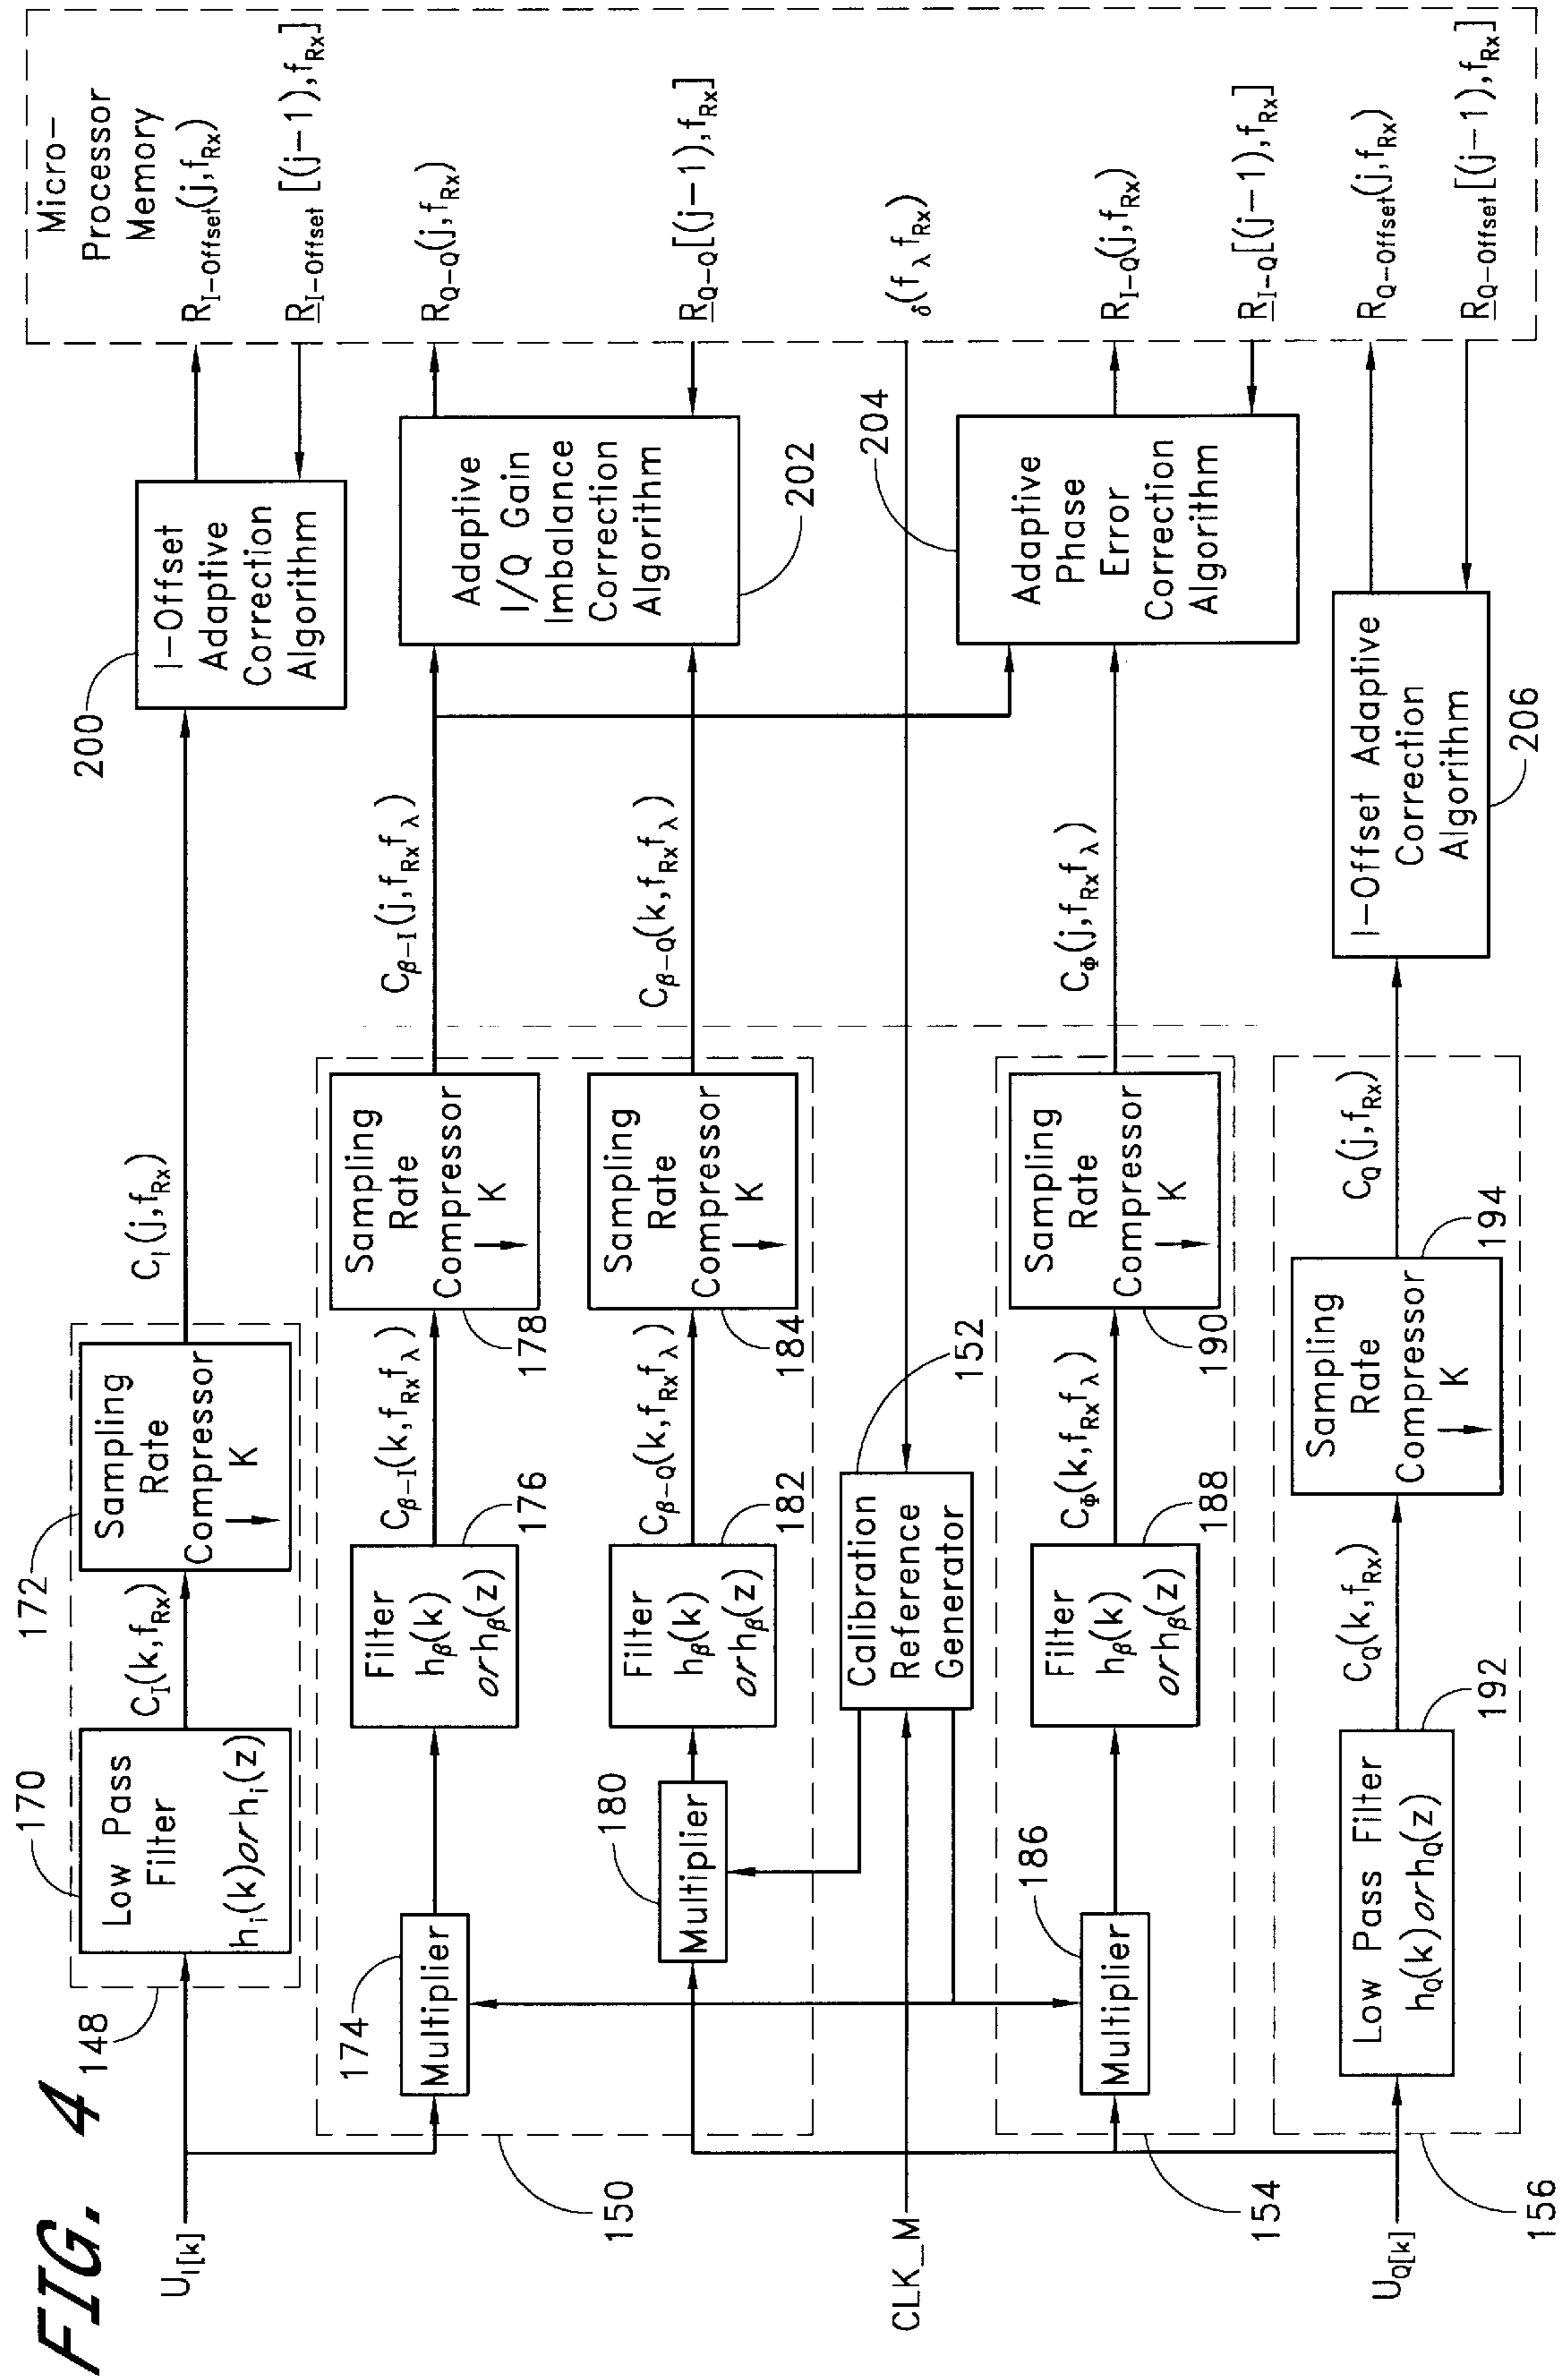 FIG. 4
U_I[k]
148
170
Low Pass
Filter
h_i(k) or h_i(z)
C_I(k,f_Rx)
172
Sampling
Rate
Compressor
↓ K
C_I(j,f_Rx)
200
I-Offset
Adaptive
Correction
Algorithm
Micro-
Processor
Memory
R_I-Offset(j,f_Rx)
R_I-Offset[(j-1),f_Rx]
150
174
Multiplier
Filter
h_β(k)
or h_β(z)
176
C_β-I(k,f_Rx f_λ)
Sampling
Rate
Compressor
↓ K
178
C_β-I(j,f_Rx f_λ)
Adaptive
I/Q Gain
Imbalance
Correction
Algorithm
202
R_Q-Q(j,f_Rx)
R_Q-Q[(j-1),f_Rx]
180
Multiplier
Filter
h_β(k)
or h_β(z)
182
C_β-Q(k,f_Rx f_λ)
Sampling
Rate
Compressor
↓ K
184
C_β-Q(k,f_Rx f_λ)
CLK_M
Calibration
Reference
Generator
152
δ(f_λ f_Rx)
154
186
Multiplier
Filter
h_β(k)
or h_β(z)
188
C_Φ(k,f_Rx f_λ)
Sampling
Rate
Compressor
↓ K
190
C_Φ(j,f_Rx f_λ)
204
Adaptive
Phase
Error
Correction
Algorithm
R_I-Q(j,f_Rx)
R_I-Q[(j-1),f_Rx]
U_Q[k]
156
Low Pass Filter
h_Q(k) or h_Q(z)
192
C_Q(k,f_Rx)
Sampling
Rate
Compressor
↓ K
194
C_Q(j,f_Rx)
I-Offset Adaptive
Correction
Algorithm
206
R_Q-Offset(j,f_Rx)
R_Q-Offset[(j-1),f_Rx]